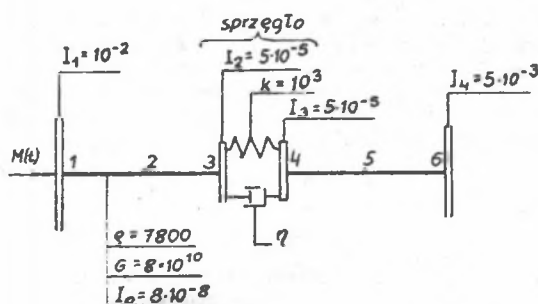 sprzęgło
I₁ = 10⁻²
I₂ = 5·10⁻⁵
k = 10³
I₃ = 5·10⁻⁵
I₄ = 5·10⁻³
M(t) 1 2 3 4 5 6
ϱ = 7800
η
G = 8·10¹⁰
I₀ = 8·10⁻⁸